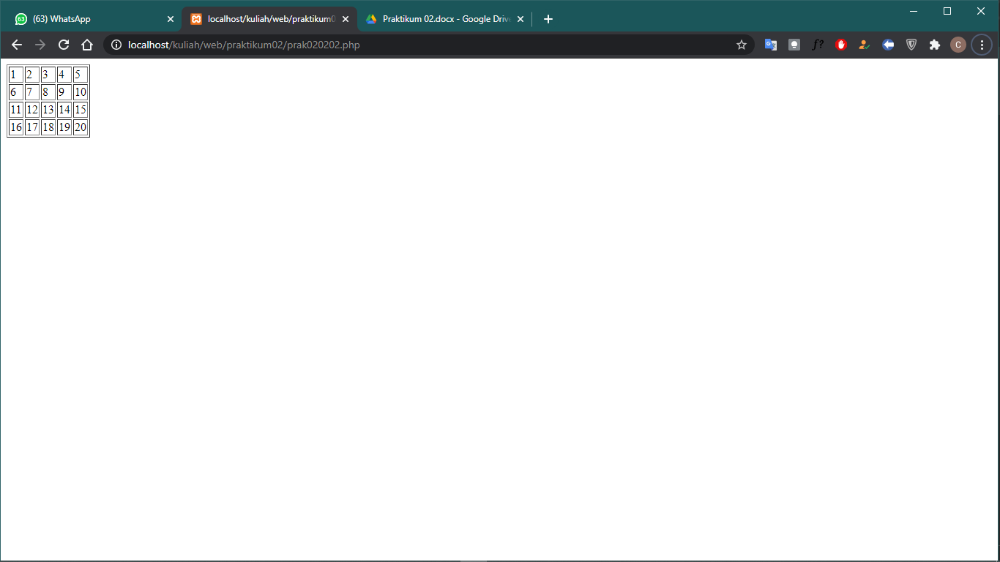 (63) WhatsApp
localhost/kuliah/web/praktikum0
Praktikum 02.docx - Google Driv
localhost/kuliah/web/praktikum02/prak020202.php
f?
C
1 2 3 4 5
6 7 8 9 10
11 12 13 14 15
16 17 18 19 20